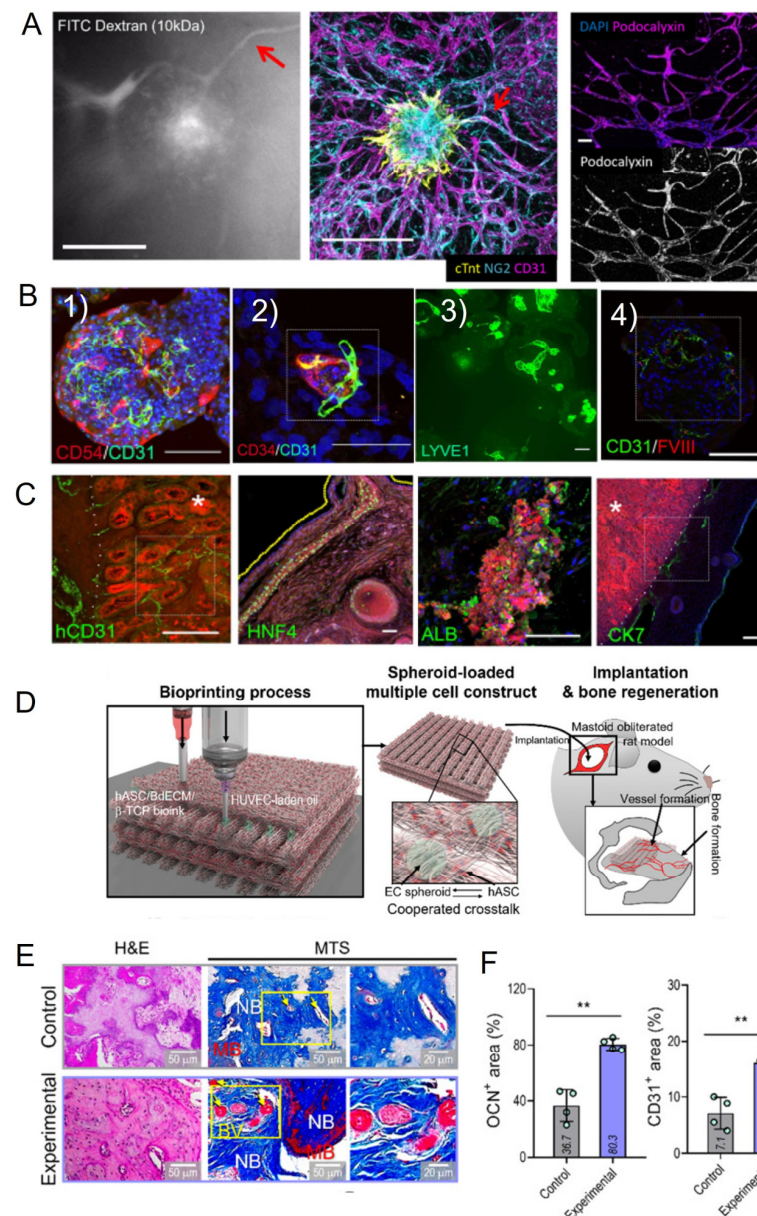 A
FITC Dextran (10kDa)
cTnt NG2 CD31
DAPI Podocalyxin
Podocalyxin
B
1)
CD54/CD31
2)
CD34/CD31
3)
LYVE1
4)
CD31/FVIII
C
*
hCD31
HNF4
ALB
*
CK7
D
Bioprinting process
hASC/BdECM/
β-TCP bioink
HUVEC-laden oil
Spheroid-loaded
multiple cell construct
EC spheroid
hASC
Cooperated crosstalk
Implantation
Implantation
& bone regeneration
Mastoid obliterated
rat model
Vessel formation
Bone formation
E
H&E
MTS
Control
50 μm
NB
MB
50 μm
20 μm
Experimental
50 μm
BV
NB
NB
MB
50 μm
20 μm
F
OCN+ area (%)
120
80
40
0
**
36.7
80.3
Control
Experimental
CD31+ area (%)
30
20
10
0
**
7.1
Control
Experime